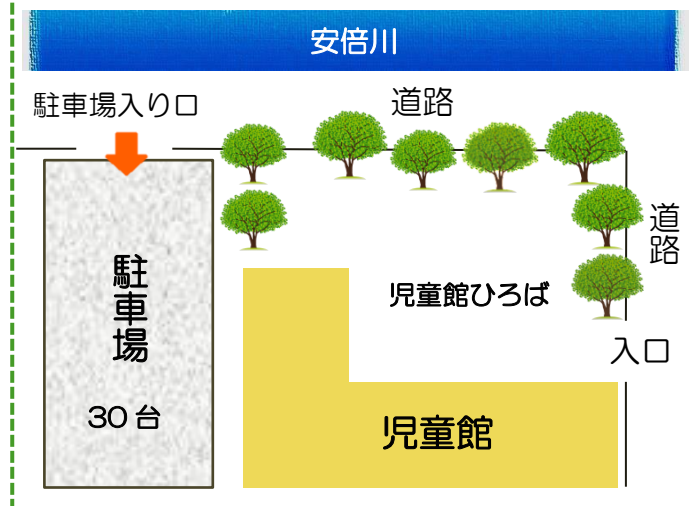 安倍川
駐車場入り口
道路
道路
駐車場
児童館ひろば
入口
30台
児童館